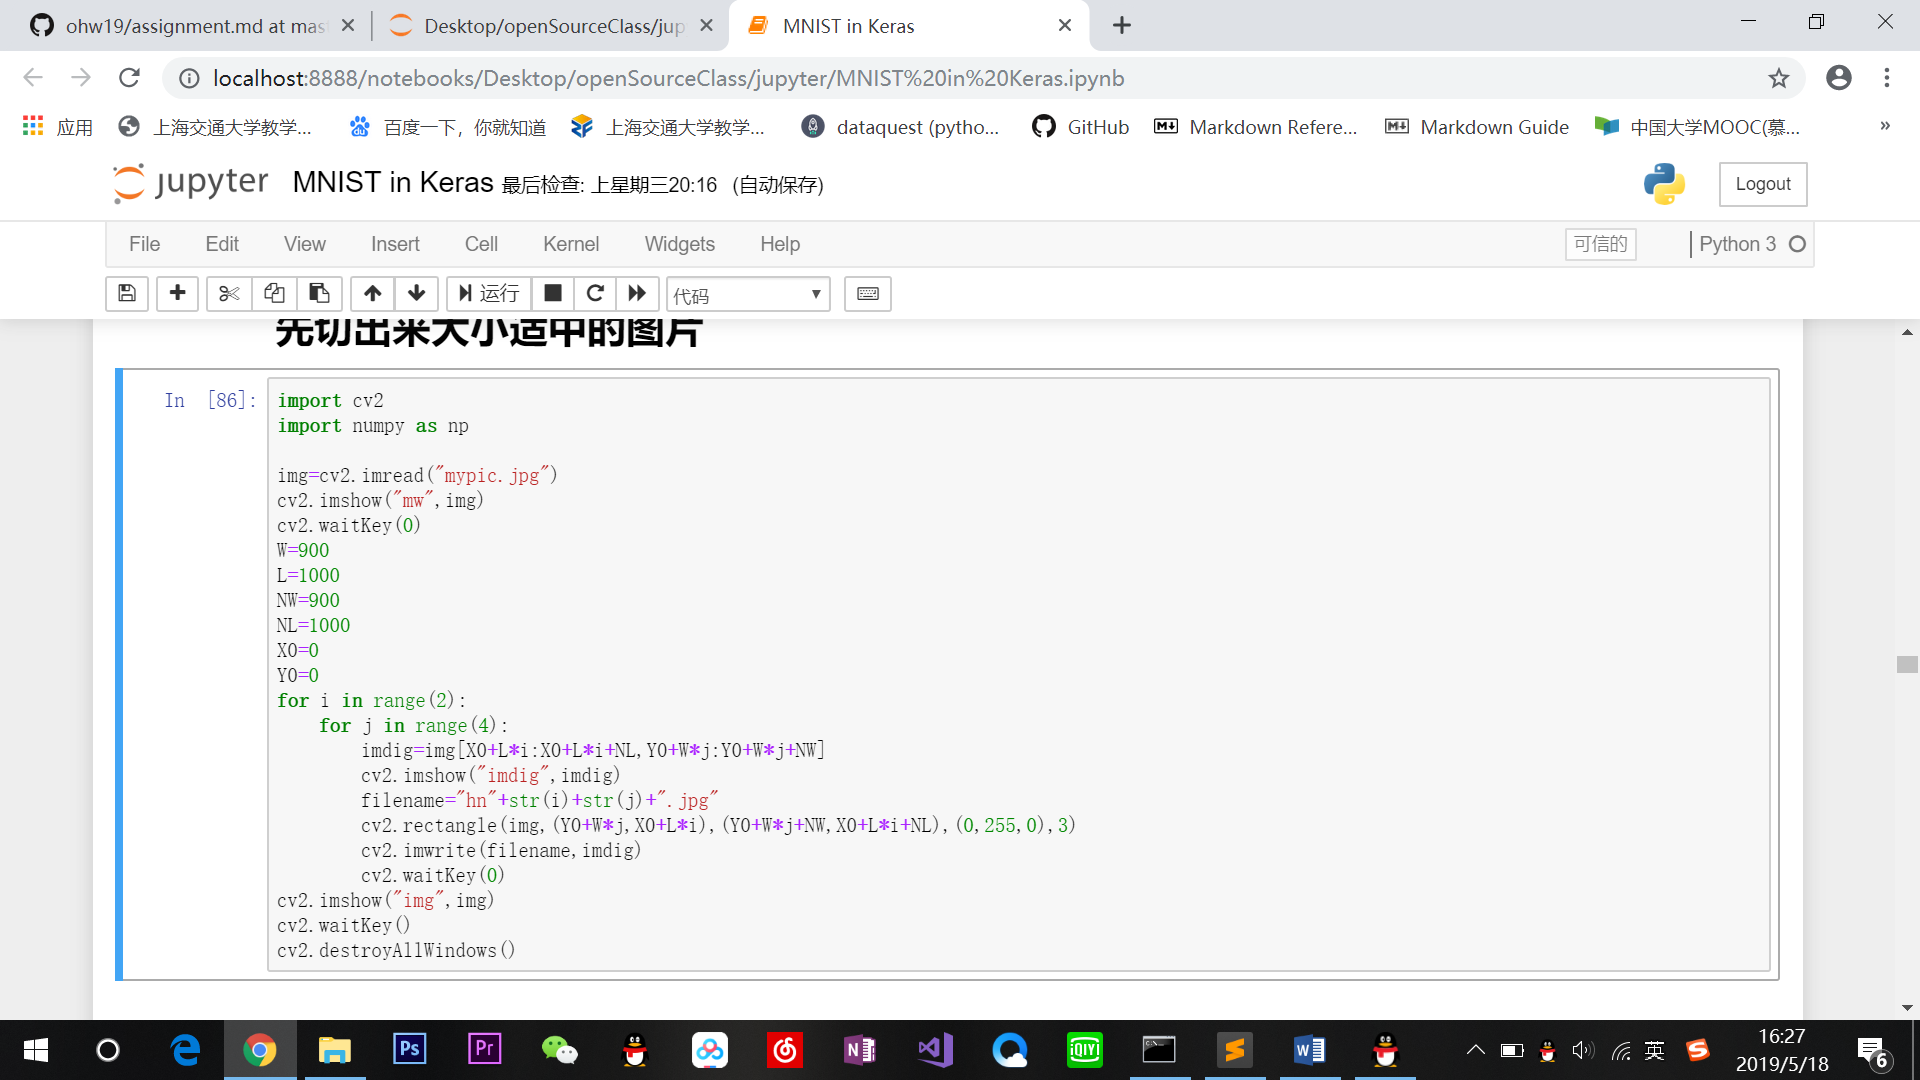 ohw19/assignment.md at mas
Desktop/openSourceClass/jup
MNIST in Keras
localhost:8888/notebooks/Desktop/openSourceClass/jupyter/MNIST%20in%20Keras.ipynb
应用
上海交通大学教学...
百度一下，你就知道
上海交通大学教学...
dataquest (pytho...
GitHub
Markdown Refere...
Markdown Guide
中国大学MOOC(慕...
»
jupyter MNIST in Keras 最后检查: 上星期三20:16 (自动保存)
Logout
File Edit View Insert Cell Kernel Widgets Help
可信的
Python 3
运行
代码
先切出来大小适中的图片
In [86]:
import cv2
import numpy as np
img=cv2.imread("mypic.jpg")
cv2.imshow("mw",img)
cv2.waitKey(0)
W=900
L=1000
NW=900
NL=1000
X0=0
Y0=0
for i in range(2):
    for j in range(4):
        imdig=img[X0+L*i:X0+L*i+NL,Y0+W*j:Y0+W*j+NW]
        cv2.imshow("imdig",imdig)
        filename="hn"+str(i)+str(j)+".jpg"
        cv2.rectangle(img,(Y0+W*j,X0+L*i),(Y0+W*j+NW,X0+L*i+NL),(0,255,0),3)
        cv2.imwrite(filename,imdig)
        cv2.waitKey(0)
cv2.imshow("img",img)
cv2.waitKey()
cv2.destroyAllWindows()
Ps
Pr
iQIYI
英
16:27
2019/5/18
6